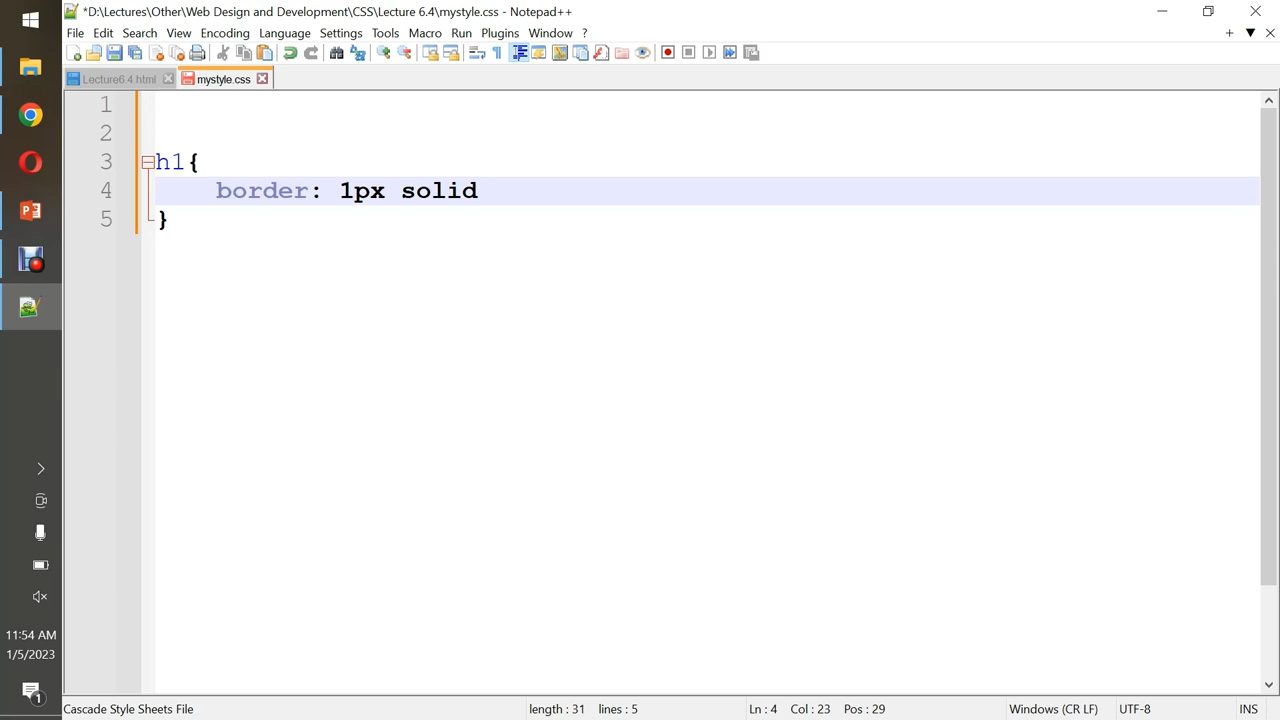 *D:\Lectures\Other\Web Design and Development\CSS\Lecture 6.4\mystyle.css - Notepad++
File Edit Search View Encoding Language Settings Tools Macro Run Plugins Window ?
Lecture6.4.html mystyle.css
1
2
3 h1{
4 border: 1px solid
5 }
11:54 AM
1/5/2023
1
Cascade Style Sheets File length : 31 lines : 5 Ln : 4 Col : 23 Pos : 29 Windows (CR LF) UTF-8 INS